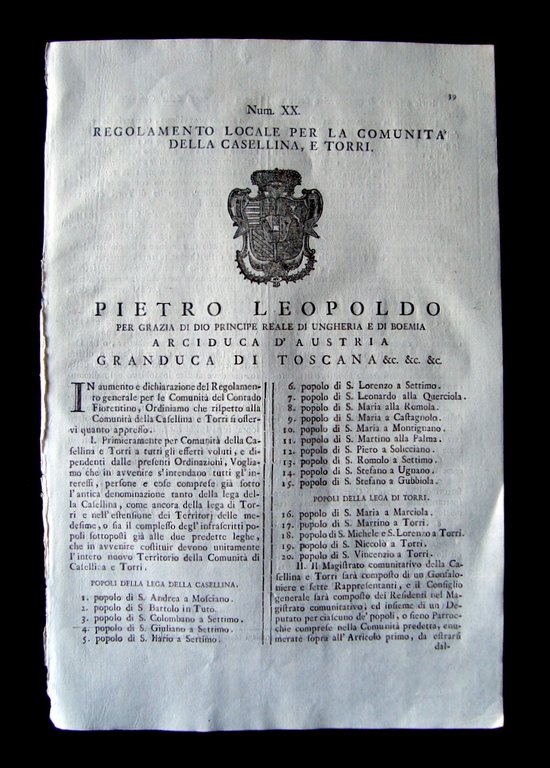 39
Num. XX.
REGOLAMENTO LOCALE PER LA COMUNITA'
DELLA CASELLINA, E TORRI.
PIETRO LEOPOLDO
PER GRAZIA DI DIO PRINCIPE REALE DI UNGHERIA E DI BOEMIA
ARCIDUCA D'AUSTRIA
GRANDUCA DI TOSCANA &c. &c. &c.
IN aumento e dichiarazione del Regolamen-
to generale per le Comunità del Contado
Fiorentino, Ordiniamo che rispetto alla
Comunità della Casellina e Torri si osser-
vi quanto appresso.
I. Primieramente per Comunità della Ca-
sellina e Torri a tutti gli effetti voluti, e di-
pendenti dalle presenti Ordinazioni, Voglia-
mo che in avvenire s'intendano tutti gl'in-
teressi, persone e cose comprese già sotto
l'antica denominazione tanto della lega del-
la Casellina, come ancora della lega di Tor-
ri e nell'estensione dei Territorj delle me-
desime, o sia il complesso degl'infrascritti po-
poli sottoposti già alle due predette leghe,
che in avvenire costituir devono unitamente
l'intero nuovo Territorio della Comunità di
Casellina e Torri.
POPOLI DELLA LEGA DELLA CASELLINA.
1. popolo di S. Andrea a Mosciano.
2. popolo di S. Bartolo in Tuto.
3. popolo di S. Colombano a Settimo.
4. popolo di S. Giuliano a Settimo.
5. popolo di S. Ilario a Settimo.
6. popolo di S. Lorenzo a Settimo.
7. popolo di S. Leonardo alla Querciola.
8. popolo di S. Maria alla Romola.
9. popolo di S. Maria a Castagnolo.
10. popolo di S. Maria a Montignano.
11. popolo di S. Martino alla Palma.
12. popolo di S. Piero a Solicciano.
13. popolo di S. Romolo a Settimo.
14. popolo di S. Stefano a Ugnano.
15. popolo di S. Stefano a Gubbiola.
POPOLI DELLA LEGA DI TORRI.
16. popolo di S. Maria a Marciola.
17. popolo di S. Martino a Torri.
18. popolo di S. Michele e S. Lorenzo a Torri.
19. popolo di S. Niccolò a Torri.
20. popolo di S. Vincenzio a Torri.
II. Il Magistrato comunitativo della Ca-
sellina e Torri sarà composto di un Gonfalo-
niere e sette Rappresentanti, e il Consiglio
generale sarà composto dei Residenti nel Ma-
gistrato comunitativo; ed insieme di un De-
putato per ciascuno de' popoli, o sieno Parroc-
chie comprese nella Comunità predetta, enu-
merate sopra all'Articolo primo, da estrarsi
dal-